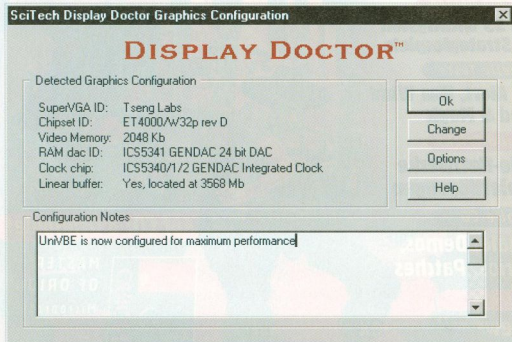 SciTech Display Doctor Graphics Configuration
DISPLAY DOCTOR™
Detected Graphics Configuration
SuperVGA ID: Tseng Labs
Chipset ID: ET4000/W32p rev D
Video Memory: 2048 Kb
RAM dac ID: ICS5341 GENDAC 24 bit DAC
Clock chip: ICS5340/1/2 GENDAC Integrated Clock
Linear buffer: Yes, located at 3568 Mb
Ok
Change
Options
Help
Configuration Notes
UniVBE is now configured for maximum performance